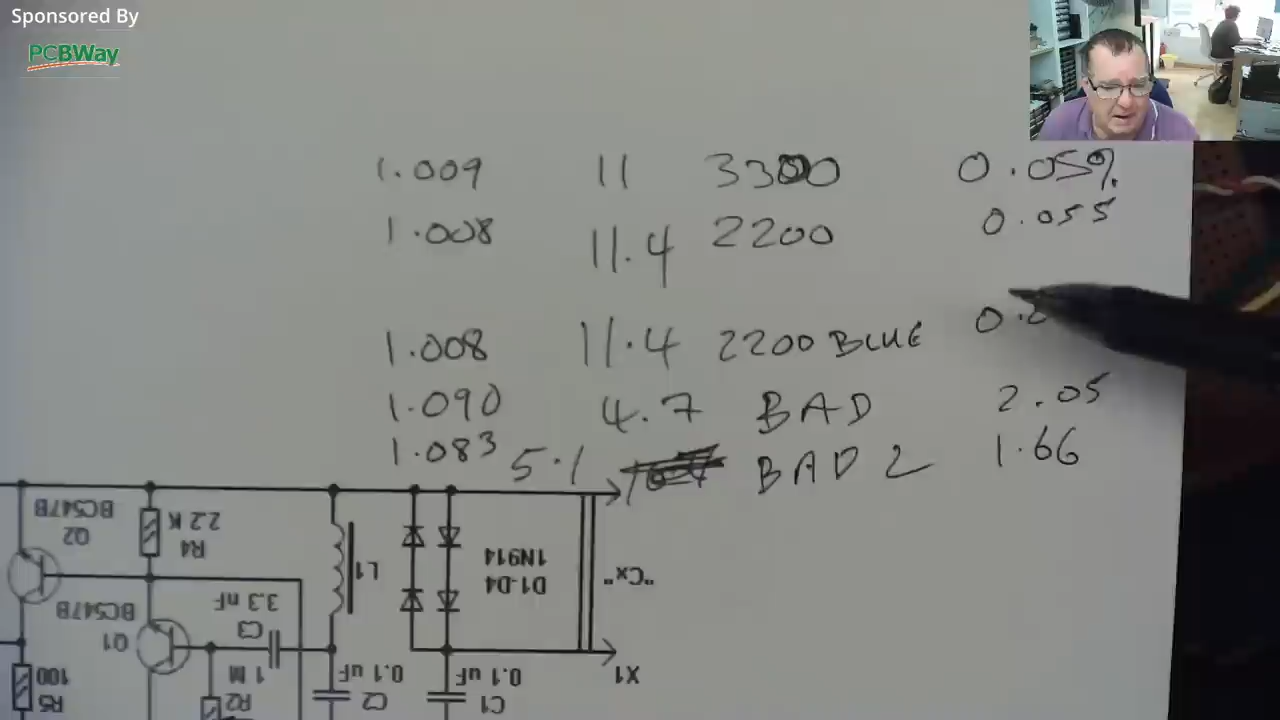 Sponsored By
PCBWay
1.009 11 3300 0.059%
1.008 11.4 2200 0.055
1.008 11.4 2200 BLUE
1.090 4.7 BAD 2.05
1.083 5.1 BAD 2 1.66
BC547B
Q2
2.2 K
R4
L1
1N914
D1-D4
"Cx"
BC547B
Q1
3.3 nF
C3
1 M
R2
0.1 uF
C2
0.1 uF
C1
X1
100
R5